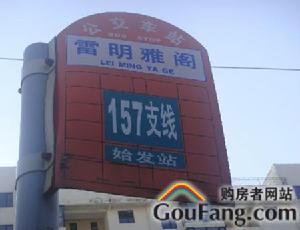 公交车站
BUS STOP
雷明雅阁
LEI MING YA GE
157支线
始发站
购房者网站
GouFang.com